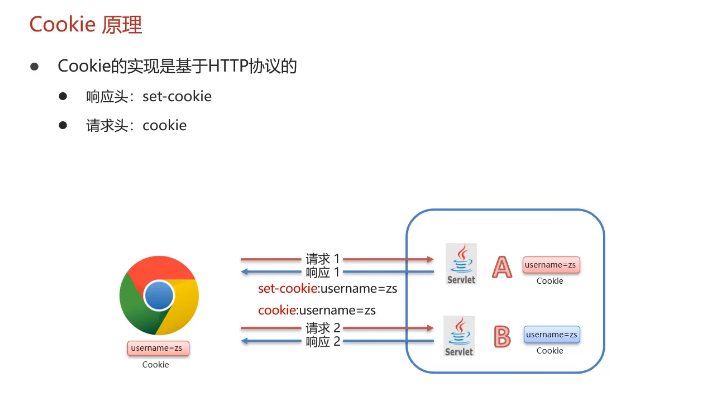 Cookie 原理
Cookie的实现是基于HTTP协议的
响应头：set-cookie
请求头：cookie
请求 1
响应 1
set-cookie:username=zs
cookie:username=zs
请求 2
响应 2
username=zs
Cookie
Servlet
A
username=zs
Cookie
Servlet
B
username=zs
Cookie